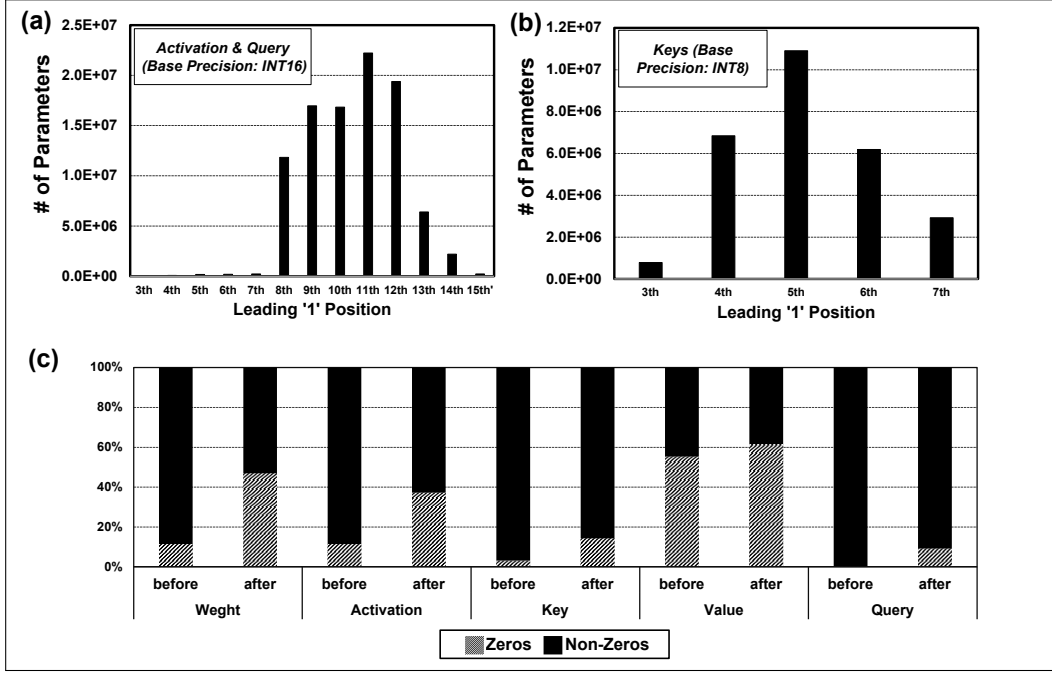 (a)
2.5E+07
2.0E+07
1.5E+07
1.0E+07
5.0E+06
0.0E+00
# of Parameters
Activation & Query
(Base Precision: INT16)
3th 4th 5th 6th 7th 8th 9th 10th 11th 12th 13th 14th 15th'
Leading '1' Position
(b)
1.2E+07
1.0E+07
8.0E+06
6.0E+06
4.0E+06
2.0E+06
0.0E+00
# of Parameters
Keys (Base
Precision: INT8)
3th 4th 5th 6th 7th
Leading '1' Position
(c)
100%
80%
60%
40%
20%
0%
before after before after before after before after before after
Weght Activation Key Value Query
Zeros Non-Zeros